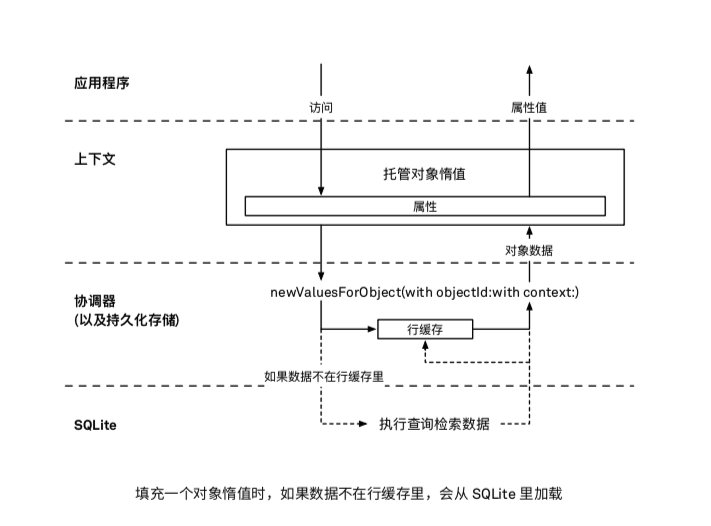 应用程序
访问
属性值
上下文
托管对象惰值
属性
对象数据
协调器
(以及持久化存储)
newValuesForObject(with objectId:with context:)
行缓存
如果数据不在行缓存里
SQLite
执行查询检索数据
填充一个对象惰值时，如果数据不在行缓存里，会从 SQLite 里加载